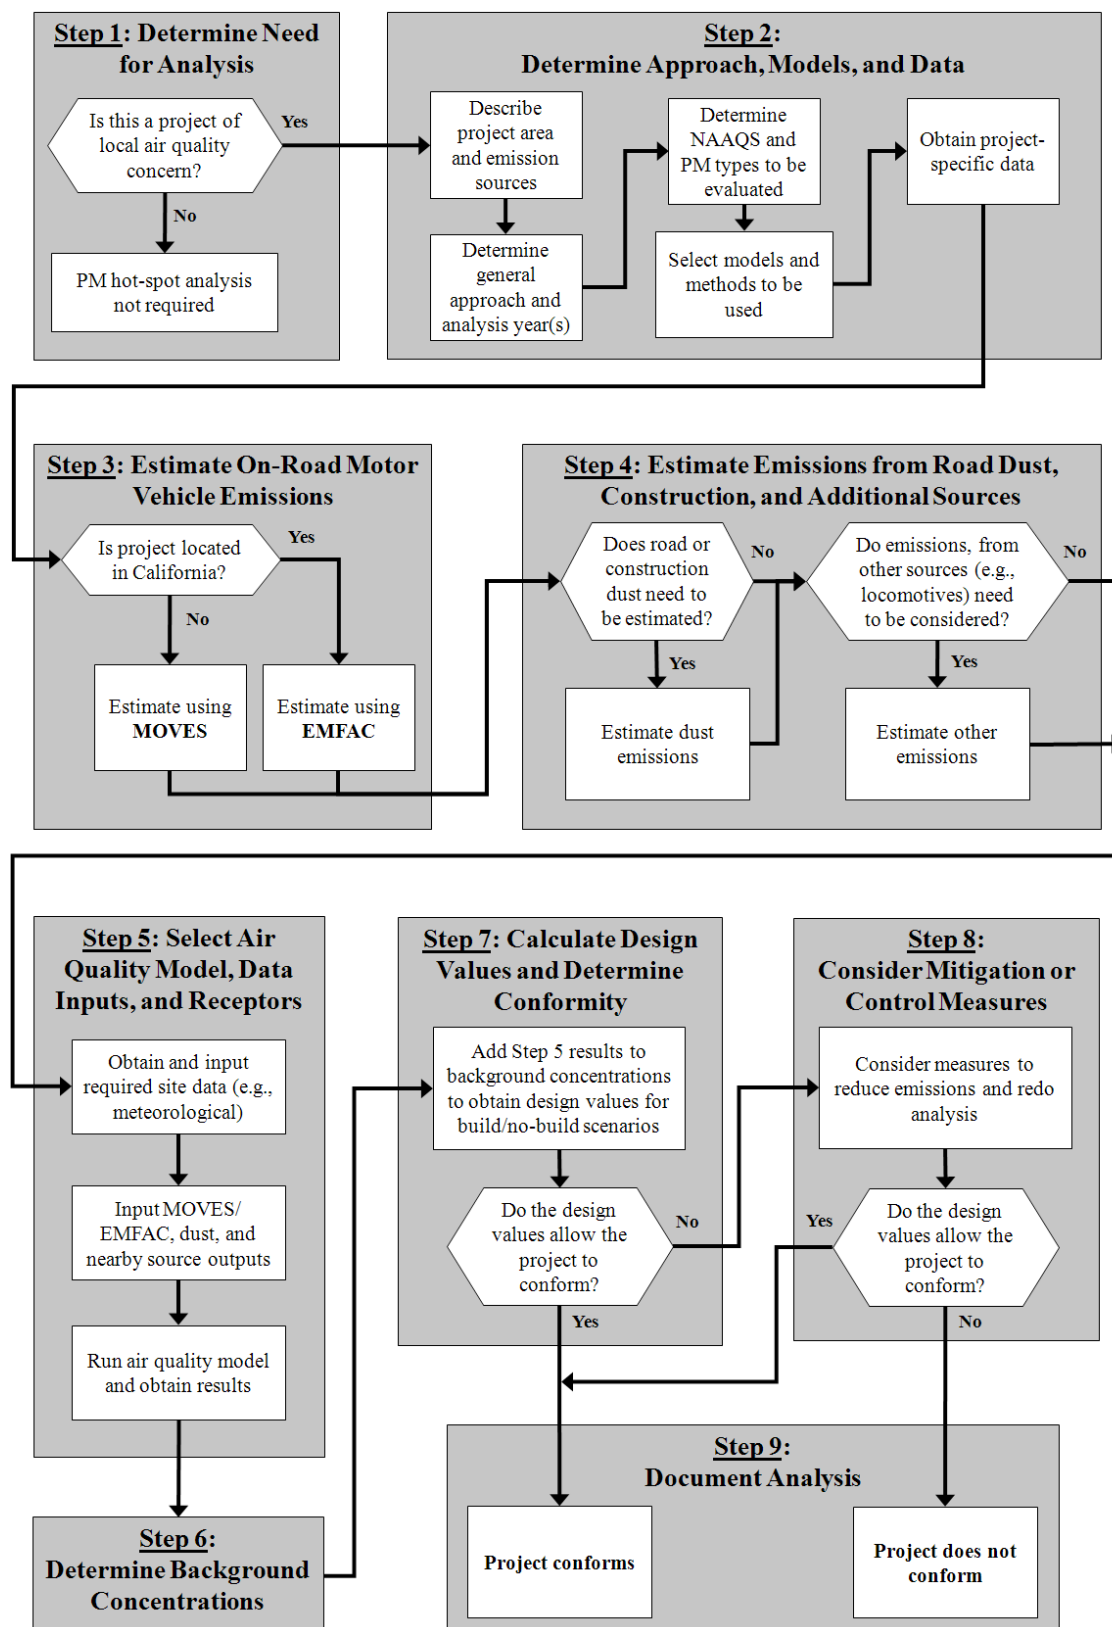 Step 1: Determine Need
for Analysis
Is this a project of
local air quality
concern?
Yes
No
PM hot-spot analysis
not required
Step 2:
Determine Approach, Models, and Data
Describe
project area
and emission
sources
Determine
general
approach and
analysis year(s)
Determine
NAAQS and
PM types to be
evaluated
Select models and
methods to be
used
Obtain project-
specific data
Step 3: Estimate On-Road Motor
Vehicle Emissions
Is project located
in California?
Yes
No
Estimate using
MOVES
Estimate using
EMFAC
Step 4: Estimate Emissions from Road Dust,
Construction, and Additional Sources
Does road or
construction
dust need to
be estimated?
No
Yes
Estimate dust
emissions
Do emissions, from
other sources (e.g.,
locomotives) need
to be considered?
No
Yes
Estimate other
emissions
Step 5: Select Air
Quality Model, Data
Inputs, and Receptors
Obtain and input
required site data (e.g.,
meteorological)
Input MOVES/
EMFAC, dust, and
nearby source outputs
Run air quality model
and obtain results
Step 6:
Determine Background
Concentrations
Step 7: Calculate Design
Values and Determine
Conformity
Add Step 5 results to
background concentrations
to obtain design values for
build/no-build scenarios
Do the design
values allow the
project to
conform?
No
Yes
Step 8:
Consider Mitigation or
Control Measures
Consider measures to
reduce emissions and redo
analysis
Do the design
values allow the
project to
conform?
Yes
No
Step 9:
Document Analysis
Project conforms
Project does not
conform